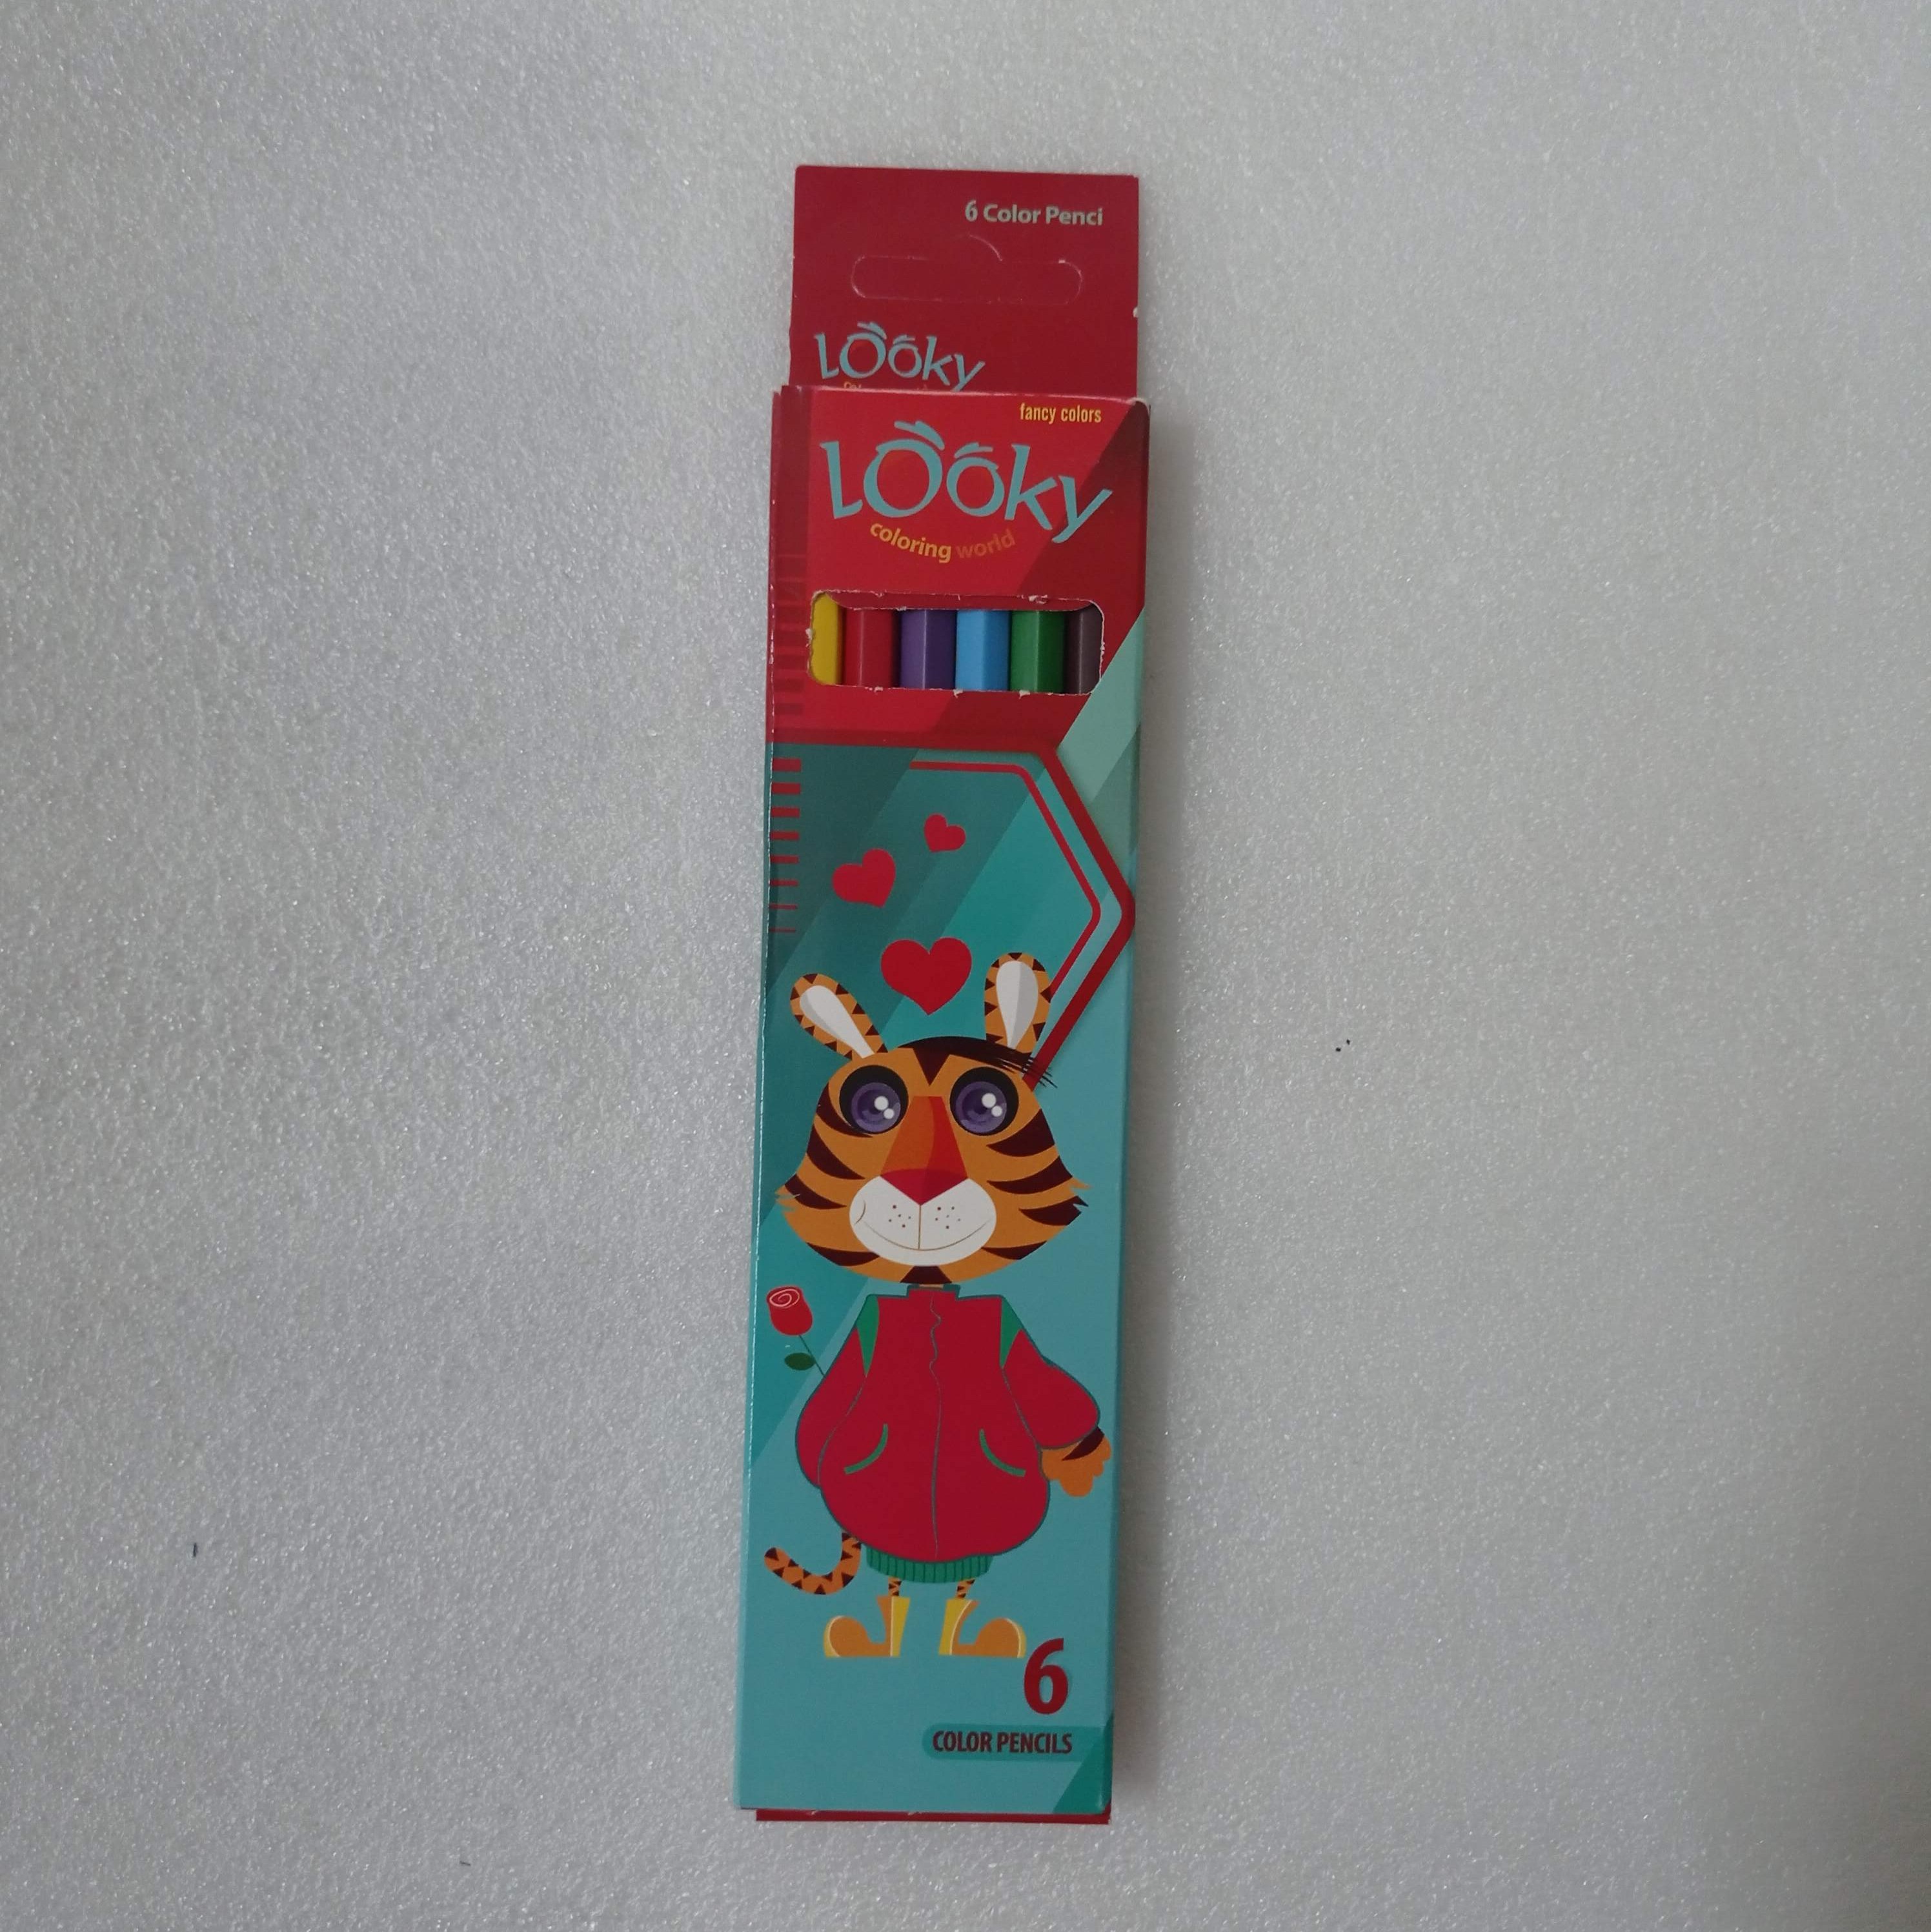 6 Color Penci
Looky
fancy colors
Looky
coloring world
6
COLOR PENCILS